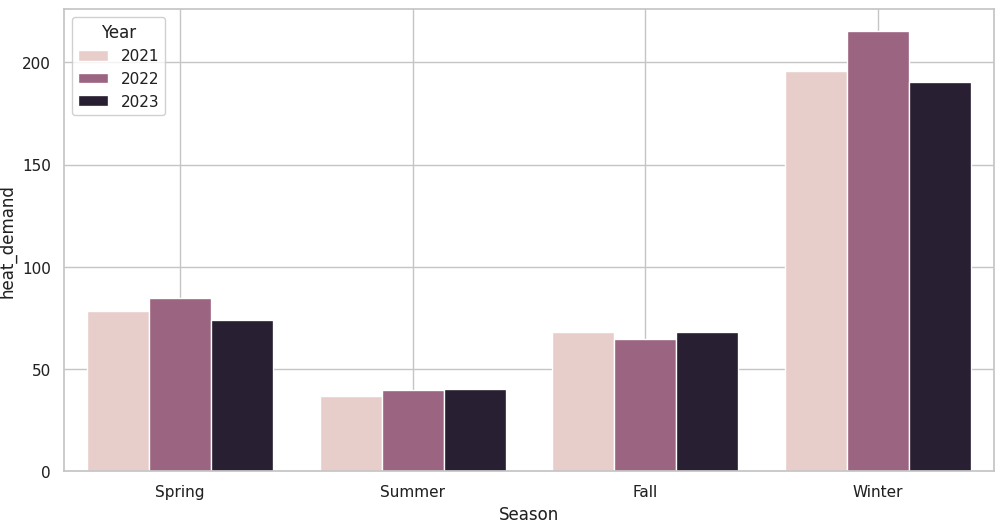 Year
2021
2022
2023
200
150
100
50
0
heat_demand
Spring
Summer
Fall
Winter
Season